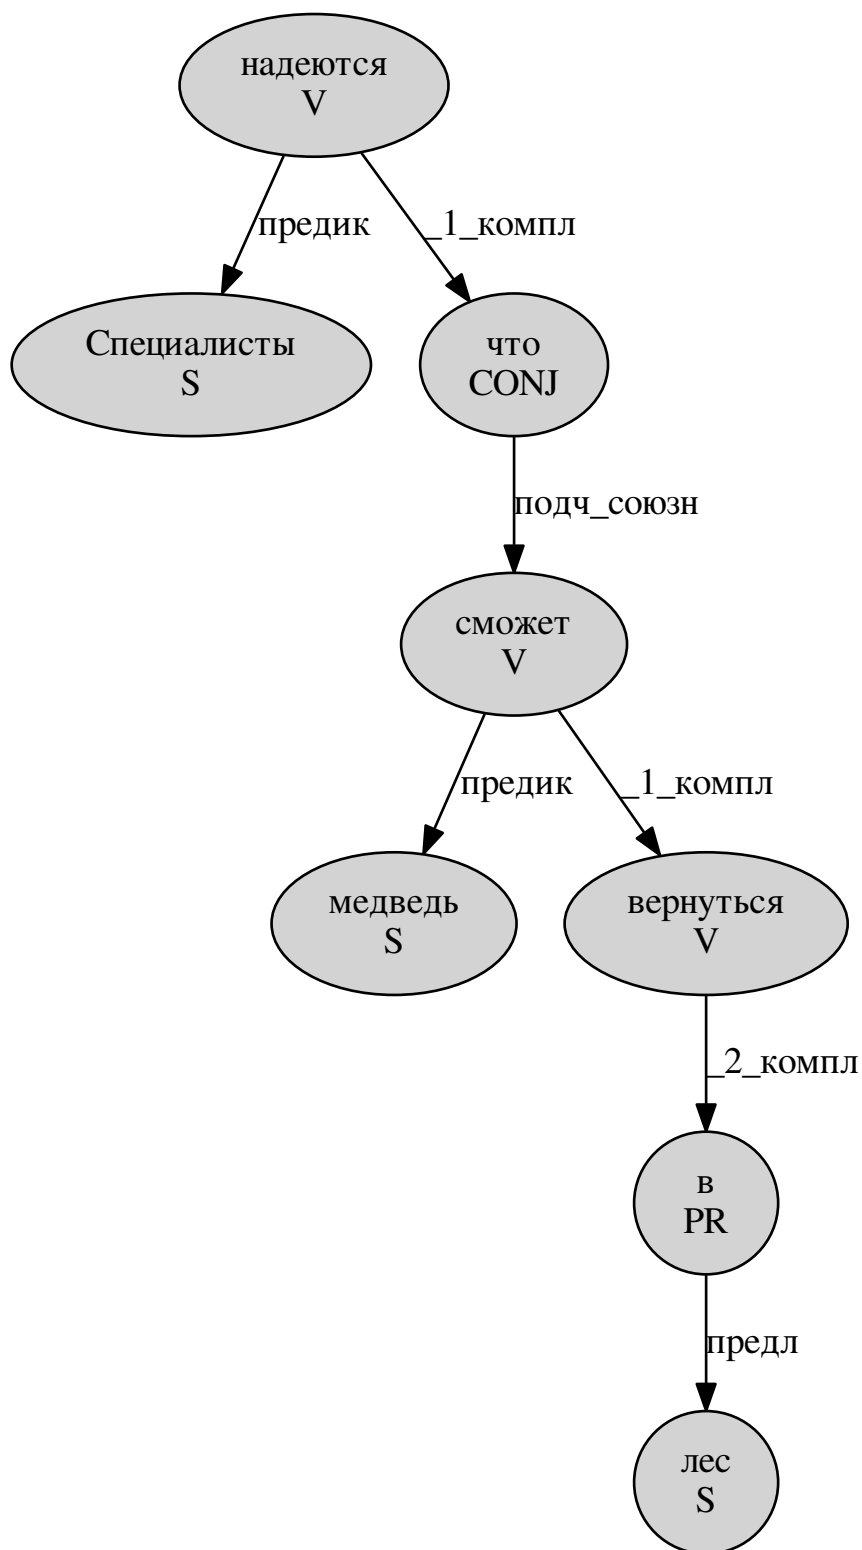 надеются
V
предик
_1_компл
Специалисты
S
что
CONJ
подч_союзн
сможет
V
предик
_1_компл
медведь
S
вернуться
V
_2_компл
в
PR
предл
лес
S